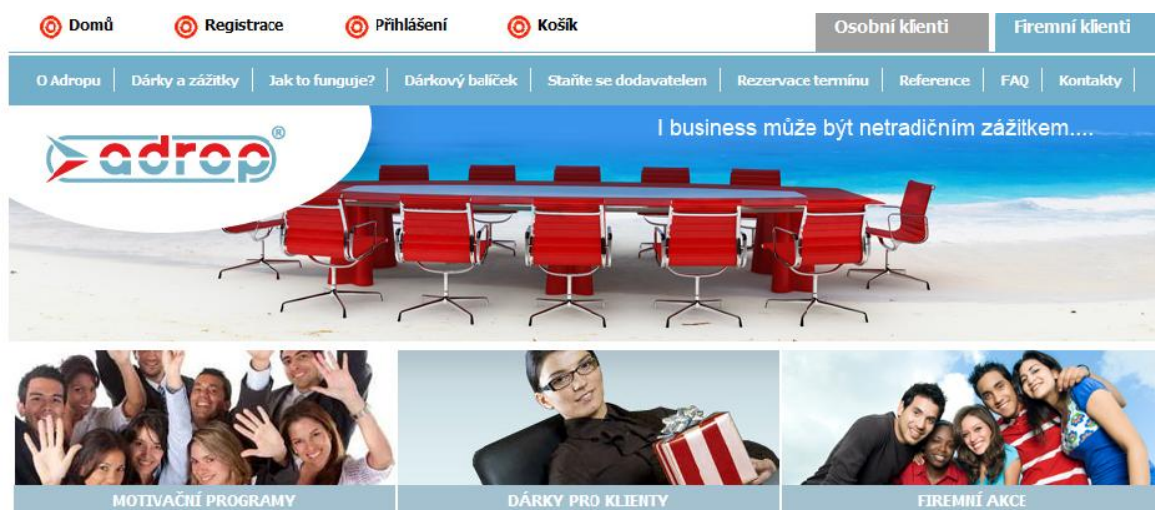 Domů Registrace Přihlášení Košík Osobní klienti Firemní klienti
O Adropu Dárky a zážitky Jak to funguje? Dárkový balíček Staňte se dodavatelem Rezervace termínu Reference FAQ Kontakty
I business může být netradičním zážitkem....
adrop®
MOTIVAČNÍ PROGRAMY DÁRKY PRO KLIENTY FIREMNÍ AKCE